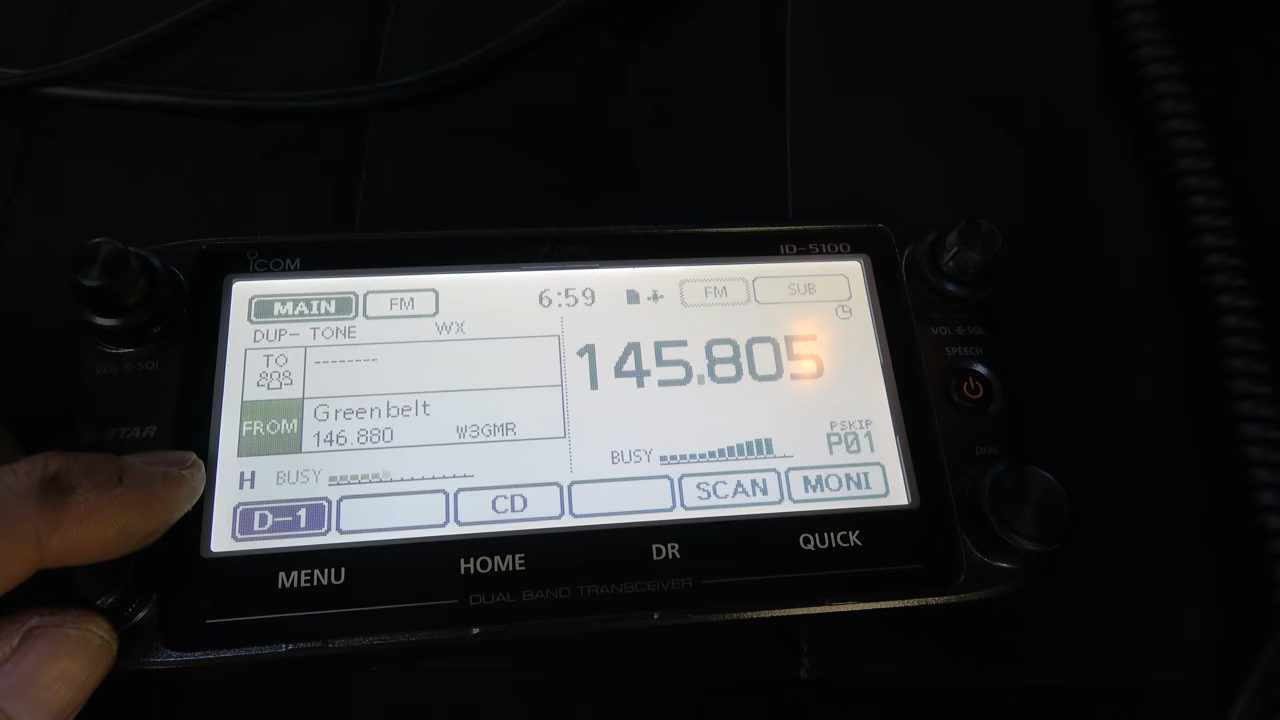 ICOM
ID-5100
MAIN FM 6:59 FM SUB
DUP- TONE WX
TO --------
145.805
FROM Greenbelt
146.880 W3GMR
VOL-B-SQL
VOL-B-SQL
SPEECH
D-STAR
DIAL
PSKIP
P01
H BUSY
BUSY
D-1 CD SCAN MONI
MENU HOME DR QUICK
DUAL BAND TRANSCEIVER